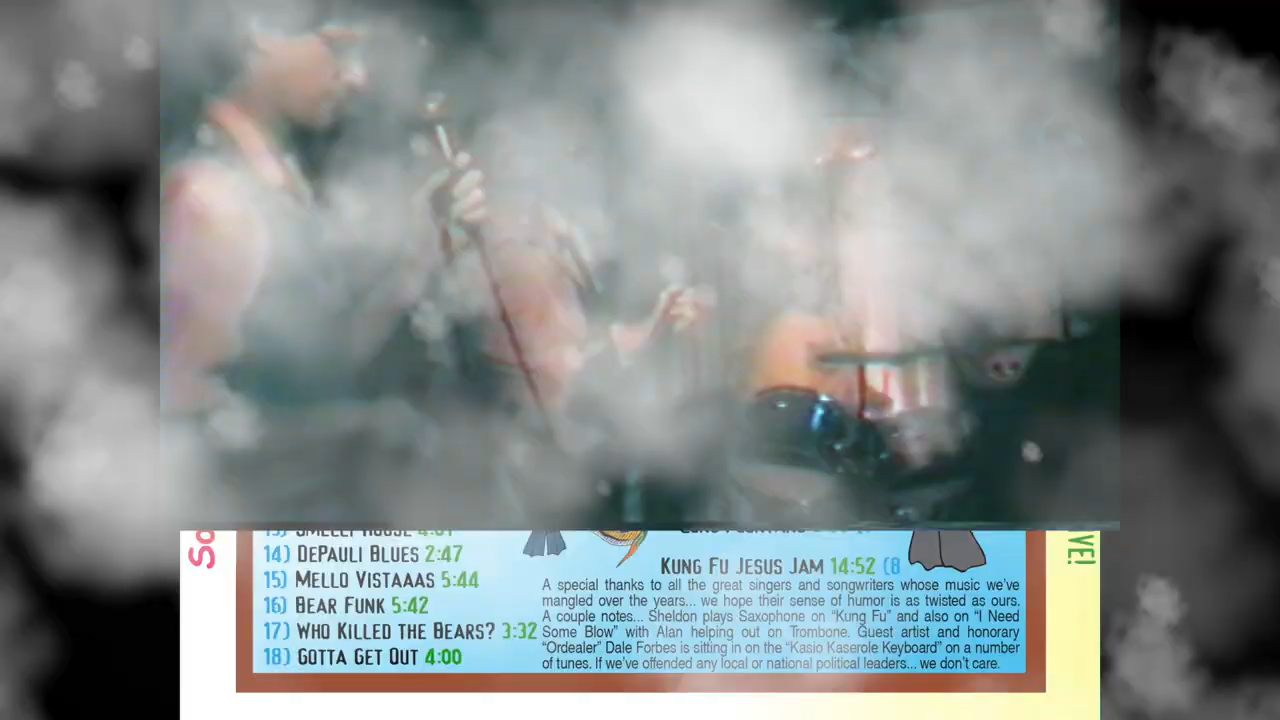 So
14) DePauli Blues 2:47
15) Mello Vistaaas 5:44
16) Bear Funk 5:42
17) Who Killed the Bears? 3:32
18) Gotta Get Out 4:00
Kung Fu Jesus Jam 14:52 (B
A special thanks to all the great singers and songwriters whose music we've
mangled over the years... we hope their sense of humor is as twisted as ours.
A couple notes... Sheldon plays Saxophone on "Kung Fu" and also on "I Need
Some Blow" with Alan helping out on Trombone. Guest artist and honorary
"Ordealer" Dale Forbes is sitting in on the "Kasio Kaserole Keyboard" on a number
of tunes. If we've offended any local or national political leaders... we don't care.
VE!